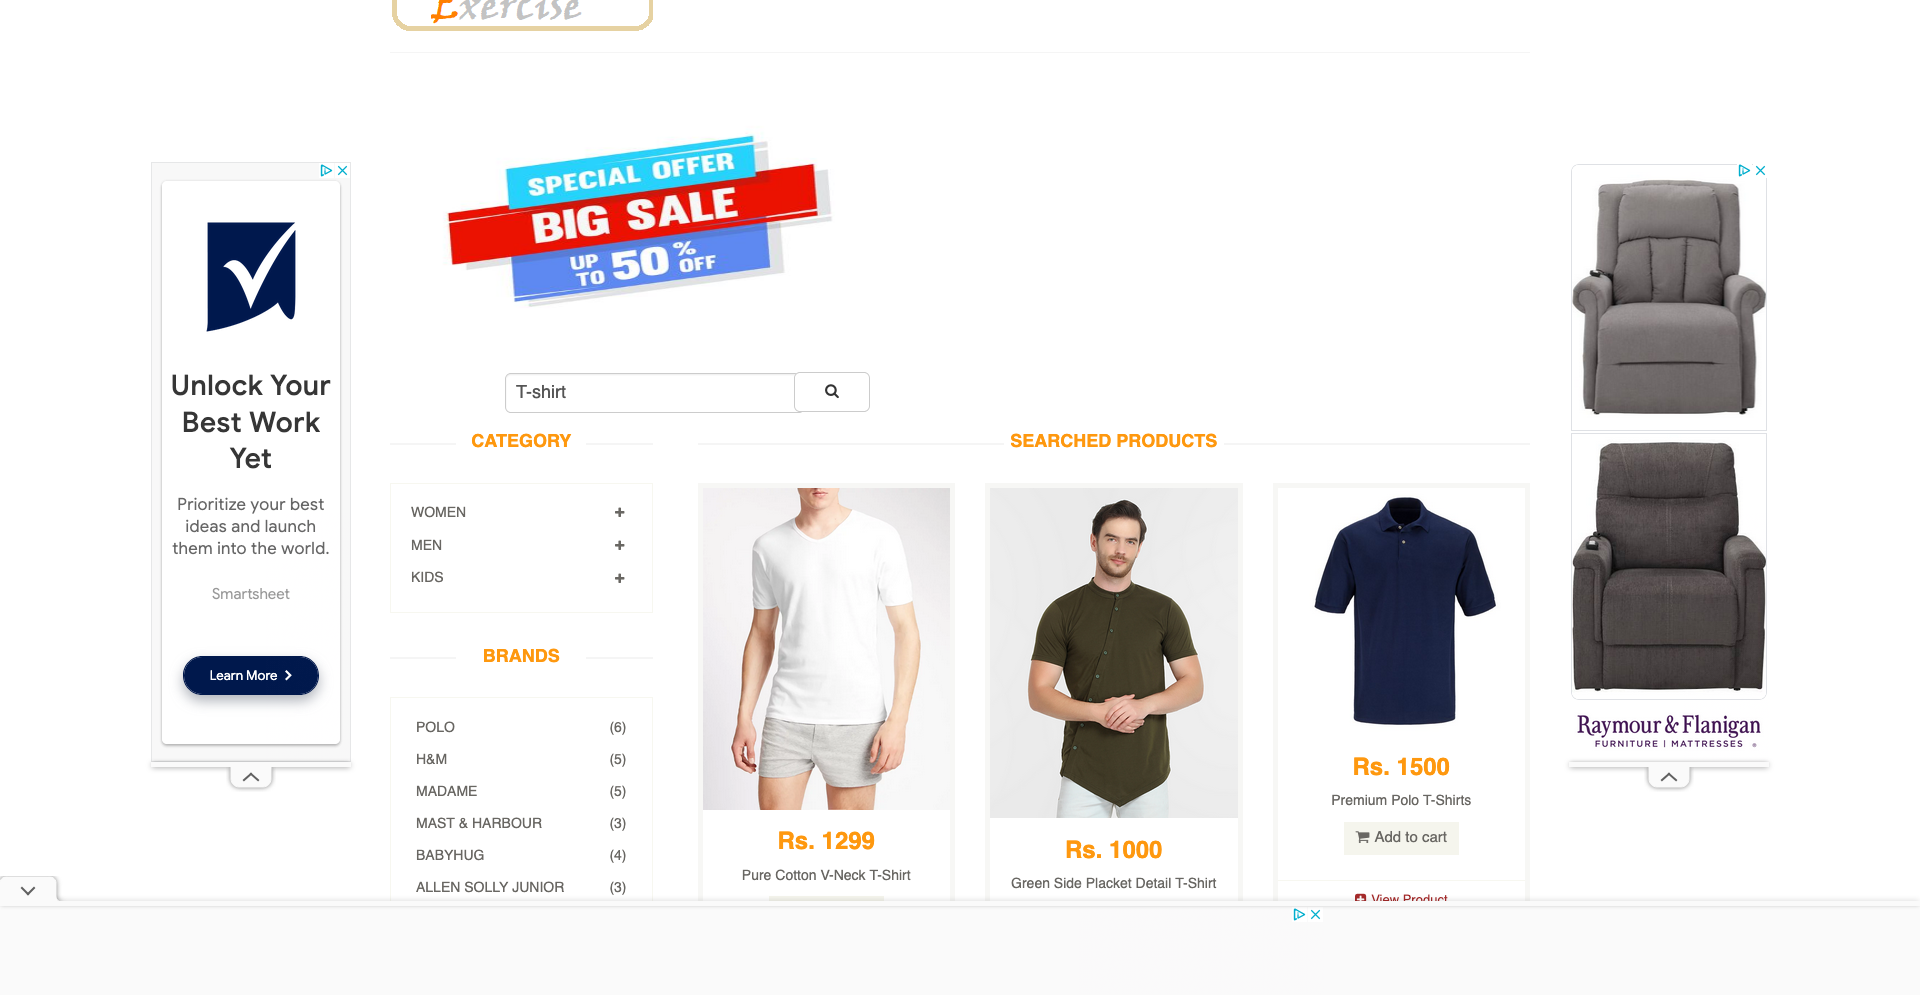 Exercise
SPECIAL OFFER
BIG SALE
UP TO 50% OFF
Unlock Your
Best Work
Yet
Prioritize your best
ideas and launch
them into the world.
Smartsheet
Learn More
T-shirt
CATEGORY
WOMEN
MEN
KIDS
BRANDS
POLO (6)
H&M (5)
MADAME (5)
MAST & HARBOUR (3)
BABYHUG (4)
ALLEN SOLLY JUNIOR (3)
SEARCHED PRODUCTS
Rs. 1299
Pure Cotton V-Neck T-Shirt
Rs. 1000
Green Side Placket Detail T-Shirt
Rs. 1500
Premium Polo T-Shirts
Add to cart
View Product
Raymour & Flanigan
FURNITURE | MATTRESSES